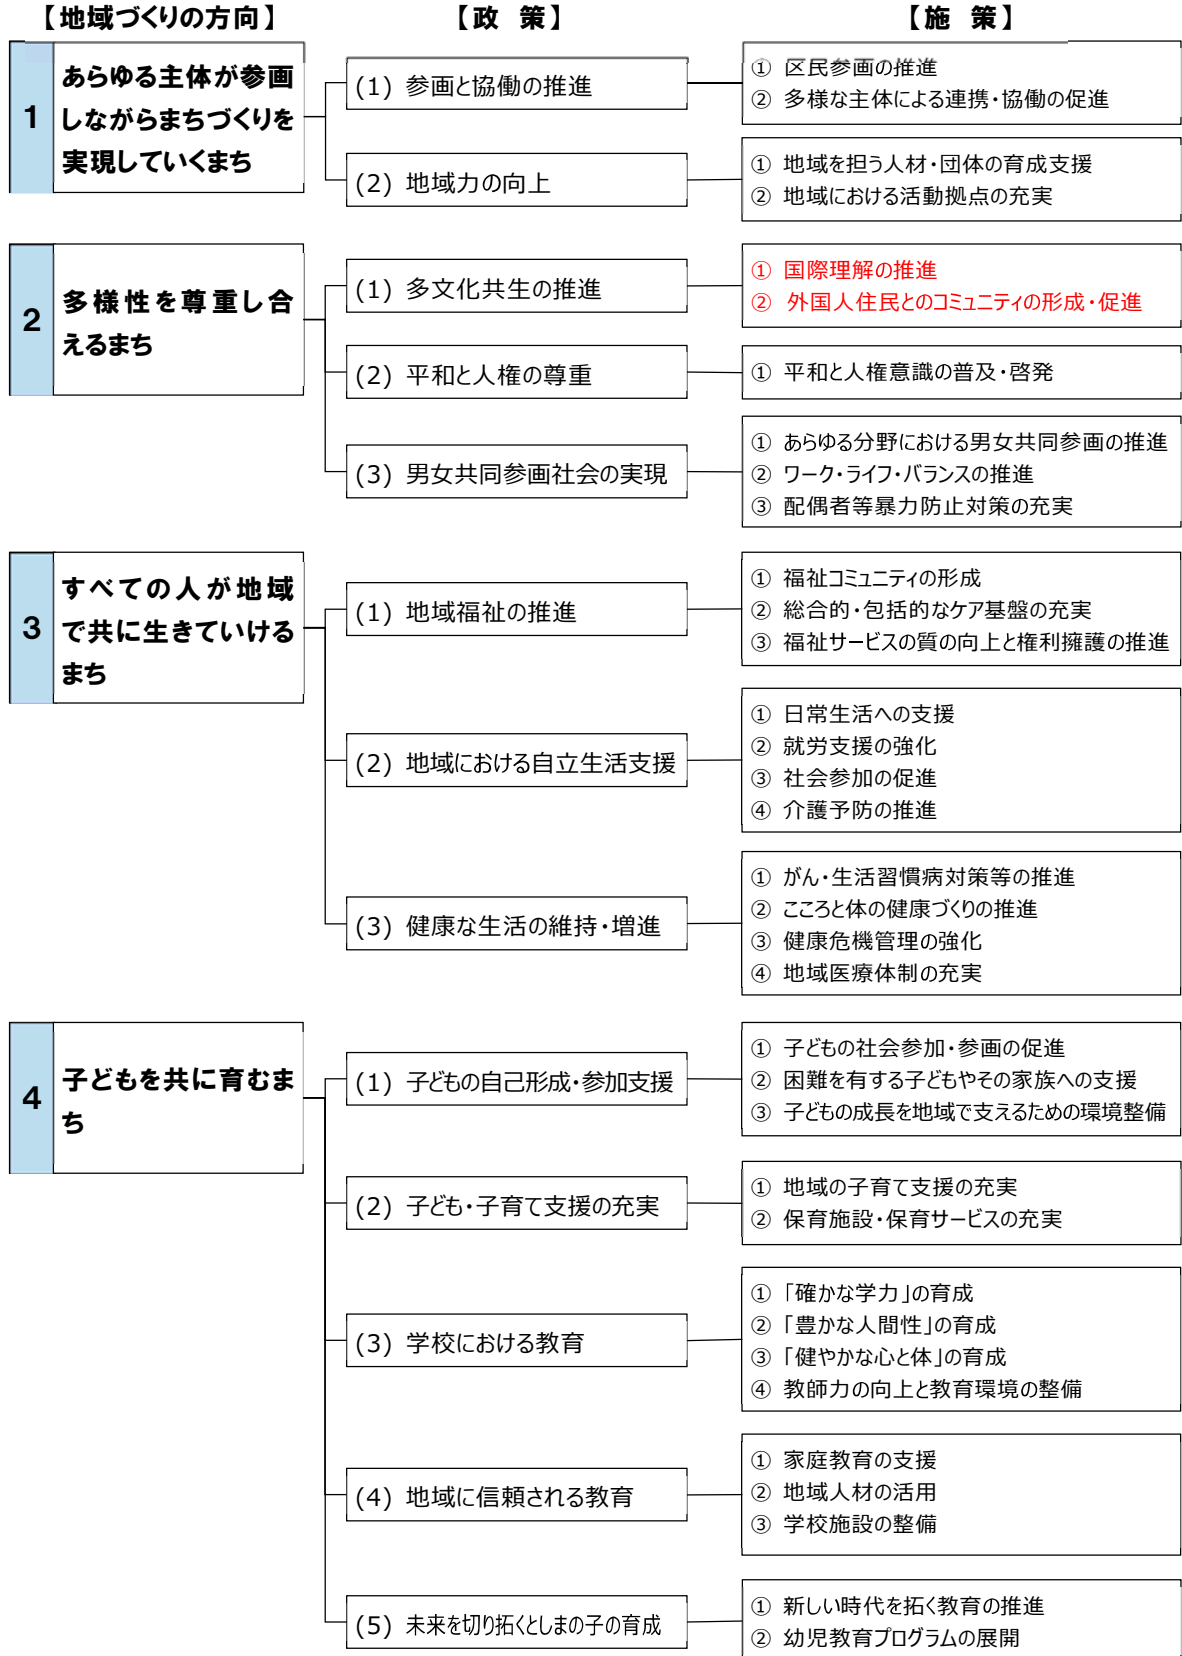 【地域づくりの方向】
【政 策】
【施 策】
1
あらゆる主体が参画
しながらまちづくりを
実現していくまち
(1) 参画と協働の推進
① 区民参画の推進
② 多様な主体による連携・協働の促進
(2) 地域力の向上
① 地域を担う人材・団体の育成支援
② 地域における活動拠点の充実
2
多様性を尊重し合
えるまち
(1) 多文化共生の推進
① 国際理解の推進
② 外国人住民とのコミュニティの形成・促進
(2) 平和と人権の尊重
① 平和と人権意識の普及・啓発
(3) 男女共同参画社会の実現
① あらゆる分野における男女共同参画の推進
② ワーク・ライフ・バランスの推進
③ 配偶者等暴力防止対策の充実
3
すべての人が地域
で共に生きていける
まち
(1) 地域福祉の推進
① 福祉コミュニティの形成
② 総合的・包括的なケア基盤の充実
③ 福祉サービスの質の向上と権利擁護の推進
(2) 地域における自立生活支援
① 日常生活への支援
② 就労支援の強化
③ 社会参加の促進
④ 介護予防の推進
(3) 健康な生活の維持・増進
① がん・生活習慣病対策等の推進
② こころと体の健康づくりの推進
③ 健康危機管理の強化
④ 地域医療体制の充実
4
子どもを共に育むま
ち
(1) 子どもの自己形成・参加支援
① 子どもの社会参加・参画の促進
② 困難を有する子どもやその家族への支援
③ 子どもの成長を地域で支えるための環境整備
(2) 子ども・子育て支援の充実
① 地域の子育て支援の充実
② 保育施設・保育サービスの充実
(3) 学校における教育
① 「確かな学力」の育成
② 「豊かな人間性」の育成
③ 「健やかな心と体」の育成
④ 教師力の向上と教育環境の整備
(4) 地域に信頼される教育
① 家庭教育の支援
② 地域人材の活用
③ 学校施設の整備
(5) 未来を切り拓くとしまの子の育成
① 新しい時代を拓く教育の推進
② 幼児教育プログラムの展開